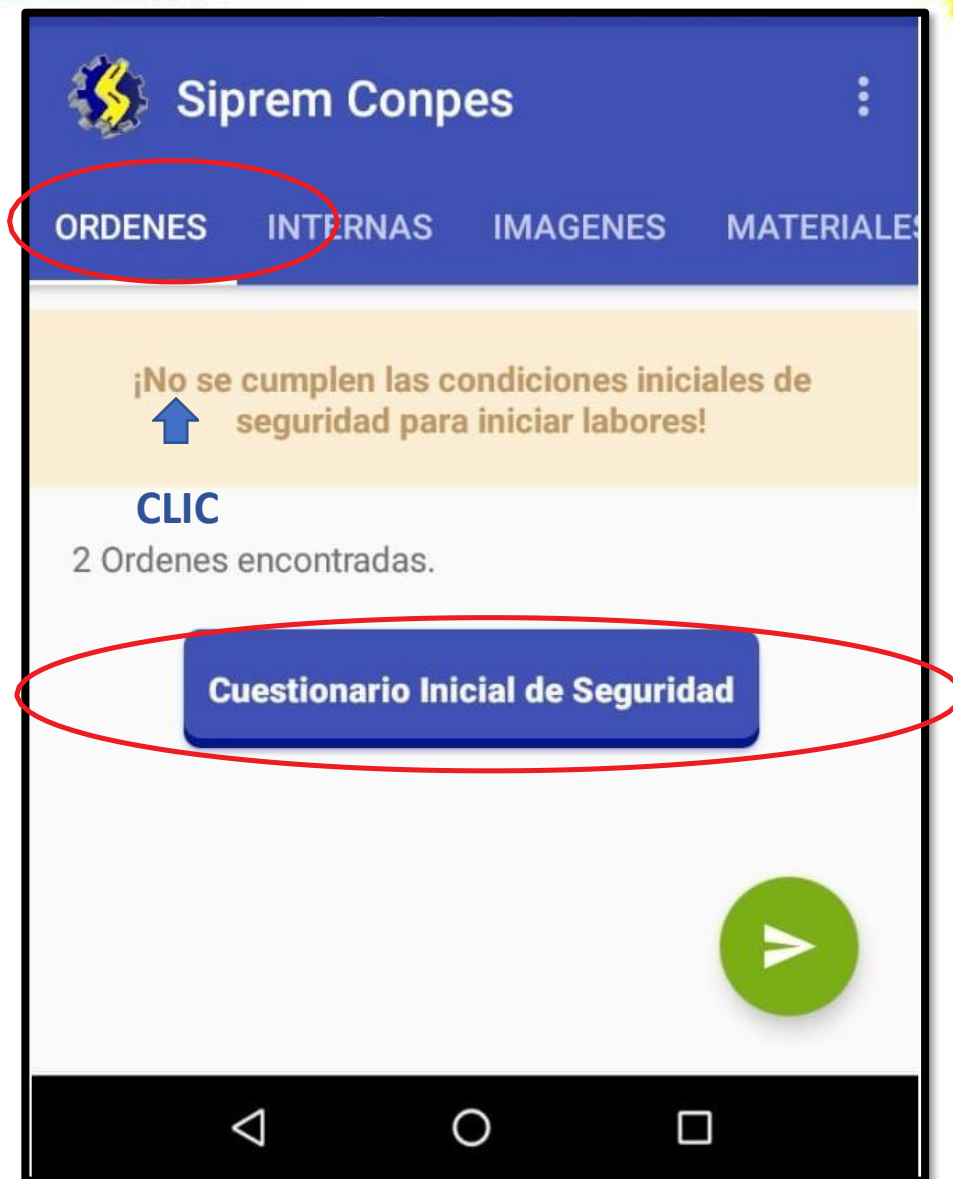 Siprem Conpes
ORDENES INTERNAS IMAGENES MATERIALES
¡No se cumplen las condiciones iniciales de
seguridad para iniciar labores!
CLIC
2 Ordenes encontradas.
Cuestionario Inicial de Seguridad